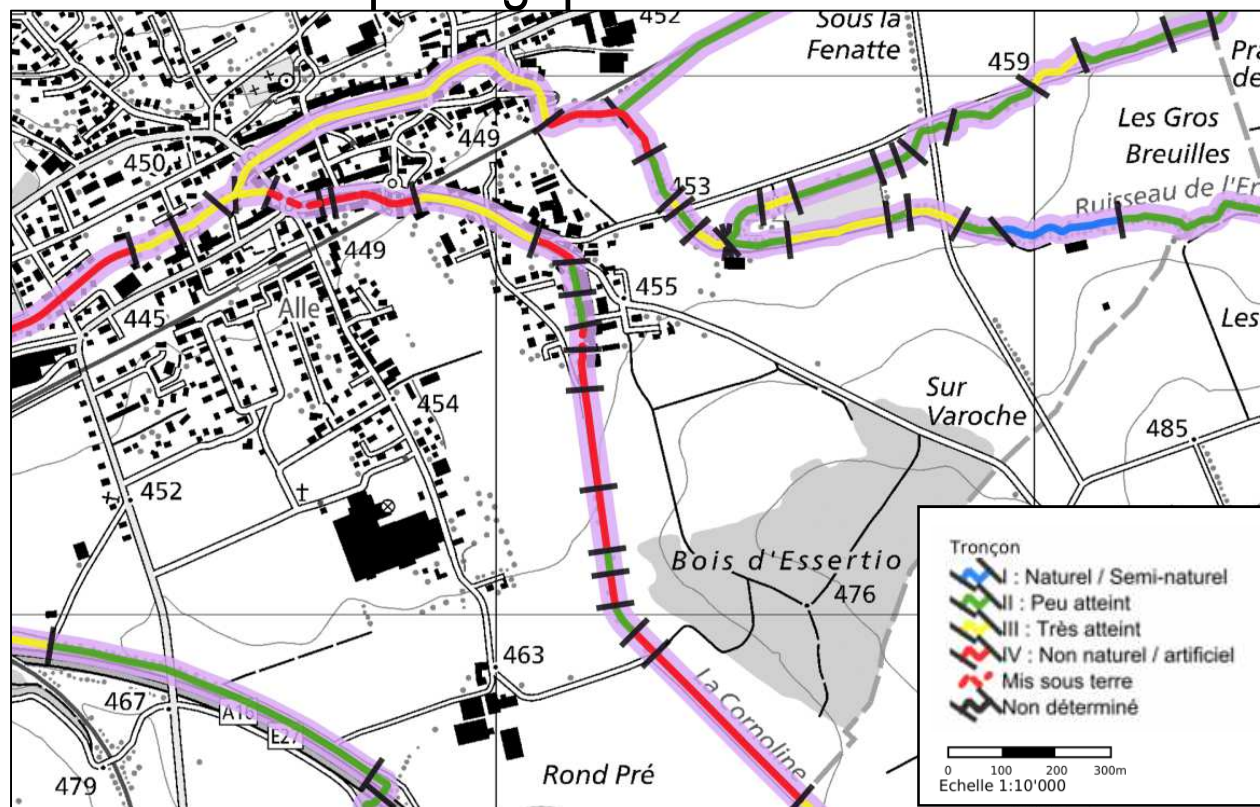 452
Sous la
Fenatte
459
Pra
de
Les Gros
Breuilles
Ruisseau de l'En
450
449
453
449
455
445
Alle
Les
454
Sur
Varoche
485
452
Bois d'Essertio
476
463
467
A16
E27
479
La Cornoline
Rond Pré
Tronçon
I : Naturel / Semi-naturel
II : Peu atteint
III : Très atteint
IV : Non naturel / artificiel
Mis sous terre
Non déterminé
0 100 200 300m
Echelle 1:10'000